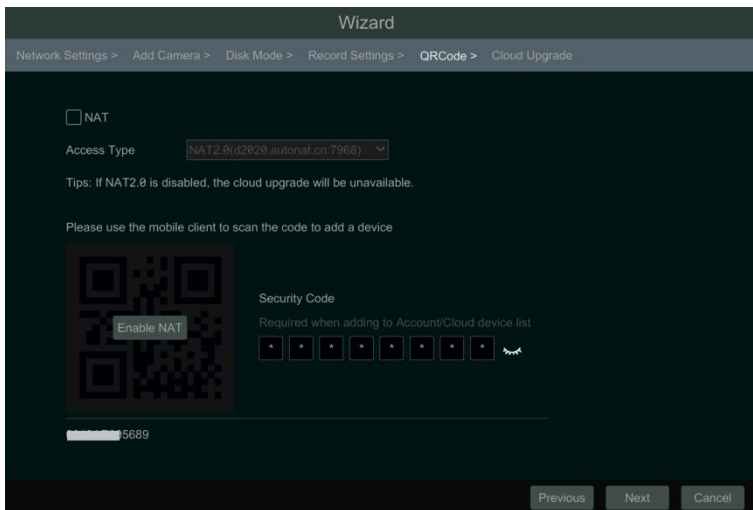 Wizard
Network Settings > Add Camera > Disk Mode > Record Settings > QRCode > Cloud Upgrade
NAT
Access Type NAT2.0(d2020.autonat.cn:7968)
Tips: If NAT2.0 is disabled, the cloud upgrade will be unavailable.
Please use the mobile client to scan the code to add a device
Enable NAT
Security Code
Required when adding to Account/Cloud device list
* * * * * * * *
5689
Previous Next Cancel